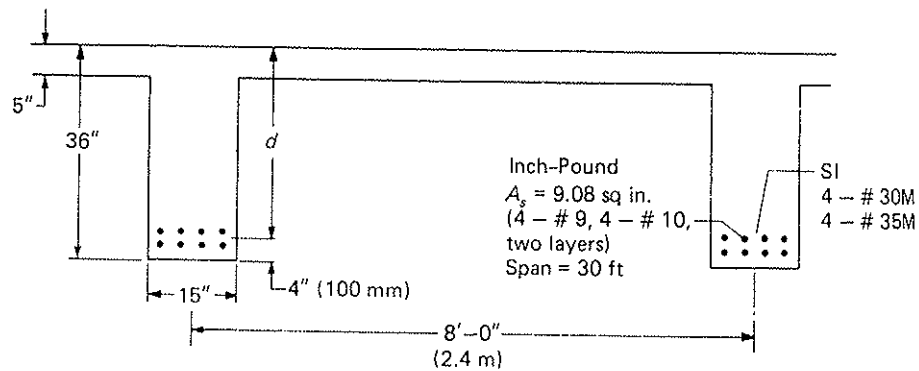 5"
36"
d
15"
4" (100 mm)
8'-0"
(2.4 m)
Inch-Pound
A_s = 9.08 sq in.
(4 – # 9, 4 – # 10,
two layers)
Span = 30 ft
SI
4 – # 30M
4 – # 35M